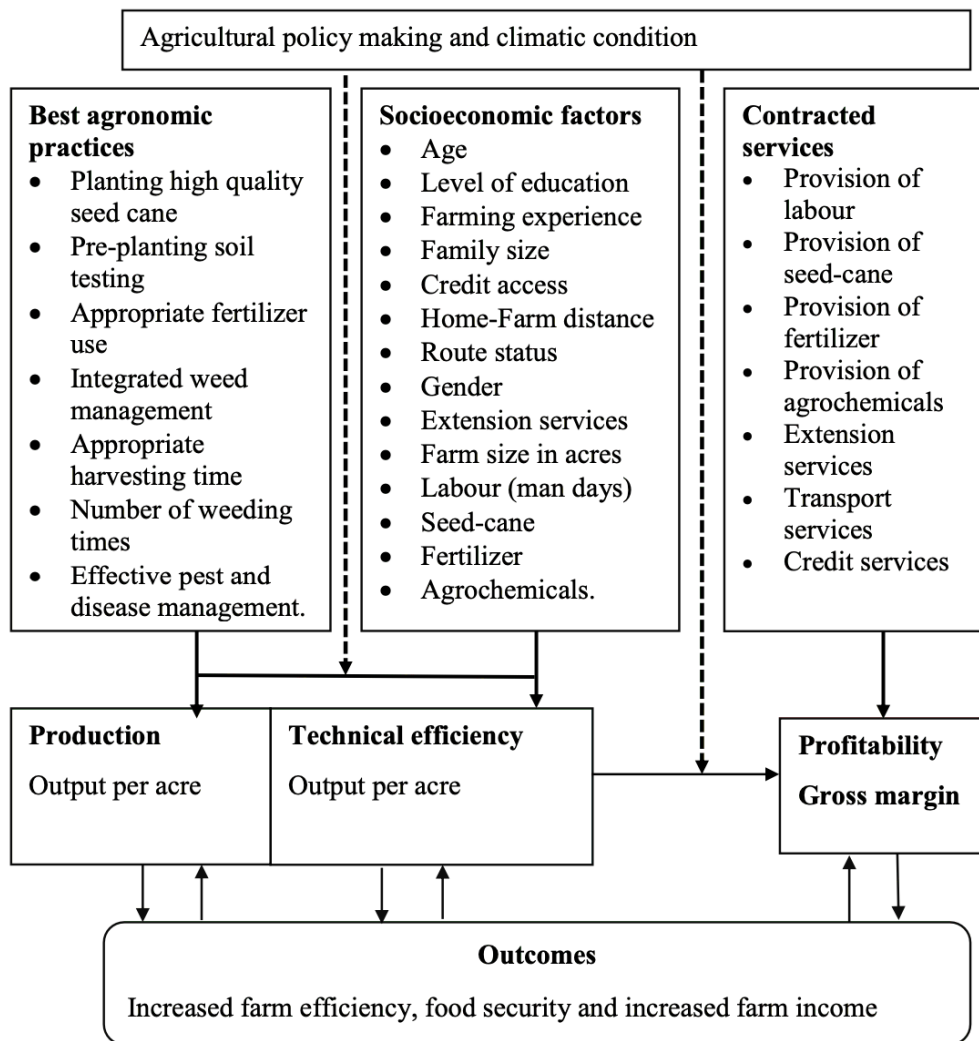 Agricultural policy making and climatic condition
Best agronomic
practices
• Planting high quality
seed cane
• Pre-planting soil
testing
• Appropriate fertilizer
use
• Integrated weed
management
• Appropriate
harvesting time
• Number of weeding
times
• Effective pest and
disease management.
Socioeconomic factors
• Age
• Level of education
• Farming experience
• Family size
• Credit access
• Home-Farm distance
• Route status
• Gender
• Extension services
• Farm size in acres
• Labour (man days)
• Seed-cane
• Fertilizer
• Agrochemicals.
Contracted
services
• Provision of
labour
• Provision of
seed-cane
• Provision of
fertilizer
• Provision of
agrochemicals
• Extension
services
• Transport
services
• Credit services
Production
Output per acre
Technical efficiency
Output per acre
Profitability
Gross margin
Outcomes
Increased farm efficiency, food security and increased farm income